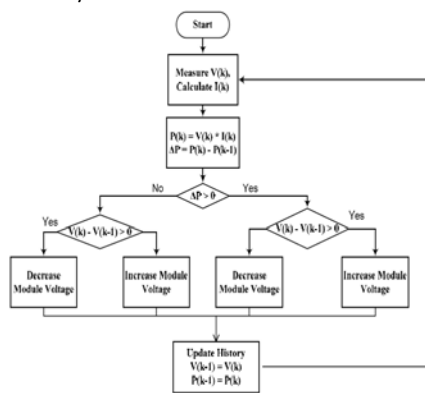 Start
Measure V(k),
Calculate I(k)
P(k) = V(k) * I(k)
ΔP = P(k) - P(k-1)
No
ΔP > 0
Yes
Yes
V(k) - V(k-1) > 0
V(k) - V(k-1) > 0
Yes
Decrease
Module Voltage
Increase Module
Voltage
Decrease
Module Voltage
Increase Module
Voltage
Update History
V(k-1) = V(k)
P(k-1) = P(k)